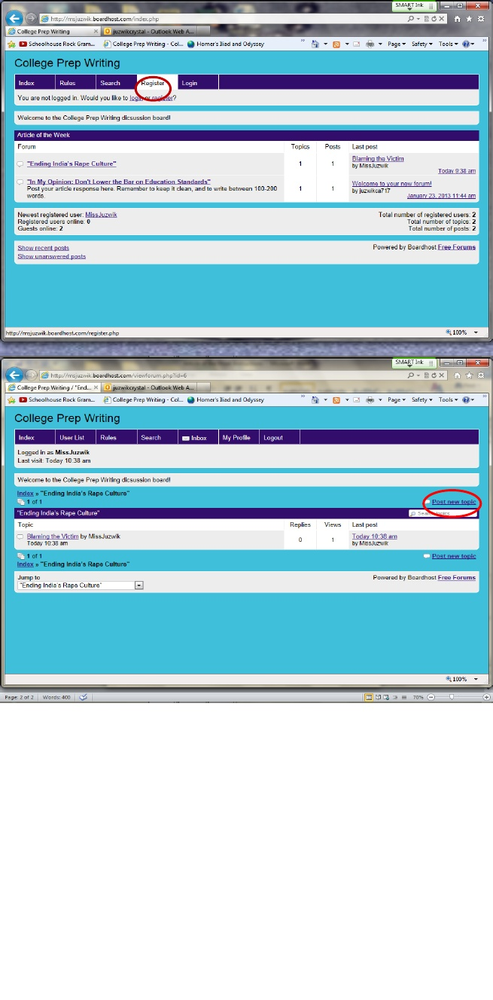 SMART Ink
http://msjuzwik.boardhost.com/index.php
College Prep Writing
juzwikcrystal - Outlook Web A...
Schoolhouse Rock Gram...
College Prep Writing - Col...
Homer's Iliad and Odyssey
Page
Safety
Tools
College Prep Writing
Index Rules Search Register Login
You are not logged in. Would you like to login or register?
Welcome to the College Prep Writing dicsussion board!
Article of the Week
Forum Topics Posts Last post
"Ending India's Rape Culture" 1 1 Blaming the Victim
by MissJuzwik
Today 9:38 am
"In My Opinion: Don't Lower the Bar on Education Standards"
Post your article response here. Remember to keep it clean, and to write between 100-200
words.
1 1 Welcome to your new forum!
by juzwikca717
January 23, 2013 11:44 am
Newest registered user: MissJuzwik Total number of registered users: 2
Registered users online: 0 Total number of topics: 2
Guests online: 2 Total number of posts: 2
Show recent posts Powered by Boardhost Free Forums
Show unanswered posts
http://msjuzwik.boardhost.com/register.php 100%
SMART Ink
http://msjuzwik.boardhost.com/viewforum.php?id=6
College Prep Writing / "End...
juzwikcrystal - Outlook Web A...
Schoolhouse Rock Gram...
College Prep Writing - Col...
Homer's Iliad and Odyssey
Page
Safety
Tools
College Prep Writing
Index User List Rules Search Inbox My Profile Logout
Logged in as MissJuzwik
Last visit: Today 10:38 am
Welcome to the College Prep Writing dicsussion board!
Index » "Ending India's Rape Culture"
1 of 1 Post new topic
"Ending India's Rape Culture" Search topics
Topic Replies Views Last post
Blaming the Victim by MissJuzwik
Today 10:38 am
0 1 Today 10:38 am
by MissJuzwik
1 of 1 Post new topic
Index » "Ending India's Rape Culture"
Jump to Powered by Boardhost Free Forums
"Ending India's Rape Culture"
100%
Page: 2 of 2 Words: 400 70%